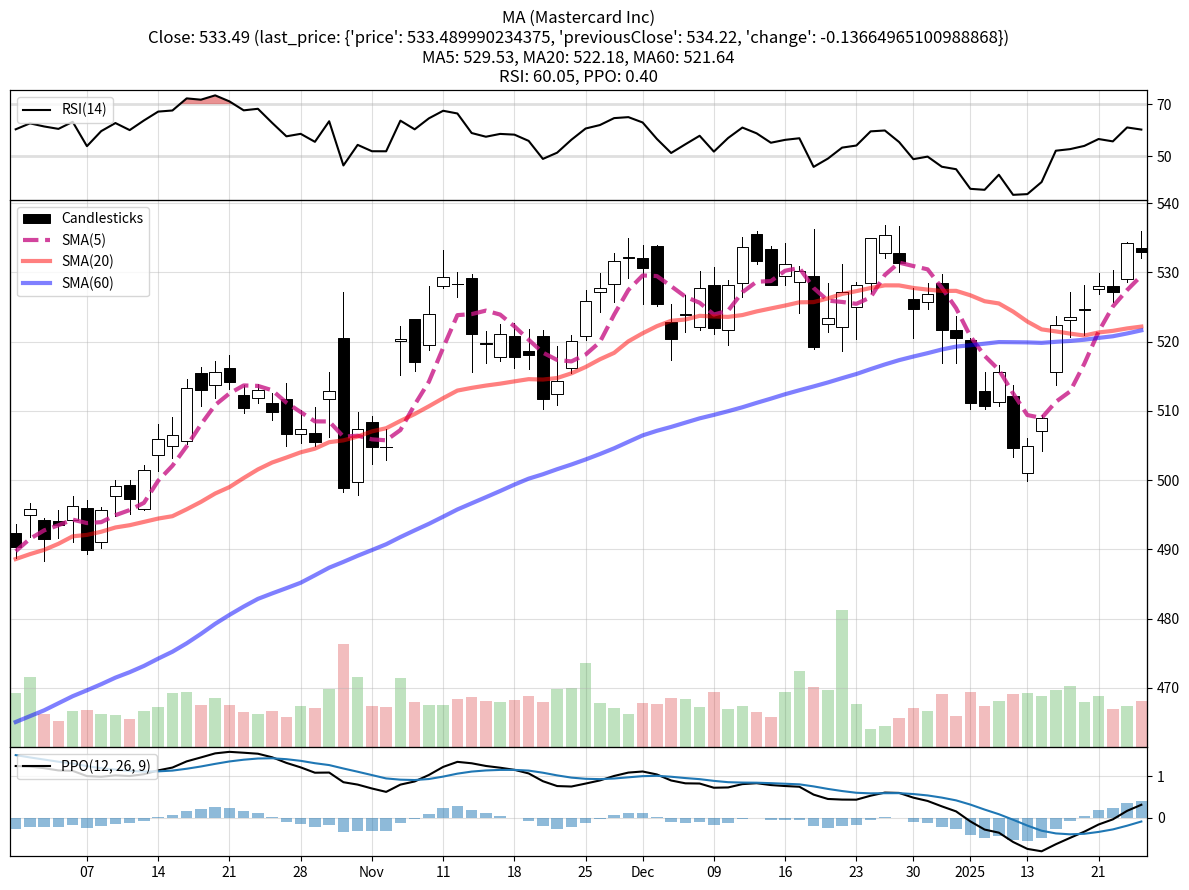 MA (Mastercard Inc)
Close: 533.49 (last_price: {'price': 533.489990234375, 'previousClose': 534.22, 'change': -0.13664965100988868})
MA5: 529.53, MA20: 522.18, MA60: 521.64
RSI: 60.05, PPO: 0.40
RSI(14)
70
50
Candlesticks
SMA(5)
SMA(20)
SMA(60)
540
530
520
510
500
490
480
470
PPO(12, 26, 9)
1
0
07 14 21 28 Nov 11 18 25 Dec 09 16 23 30 2025 13 21